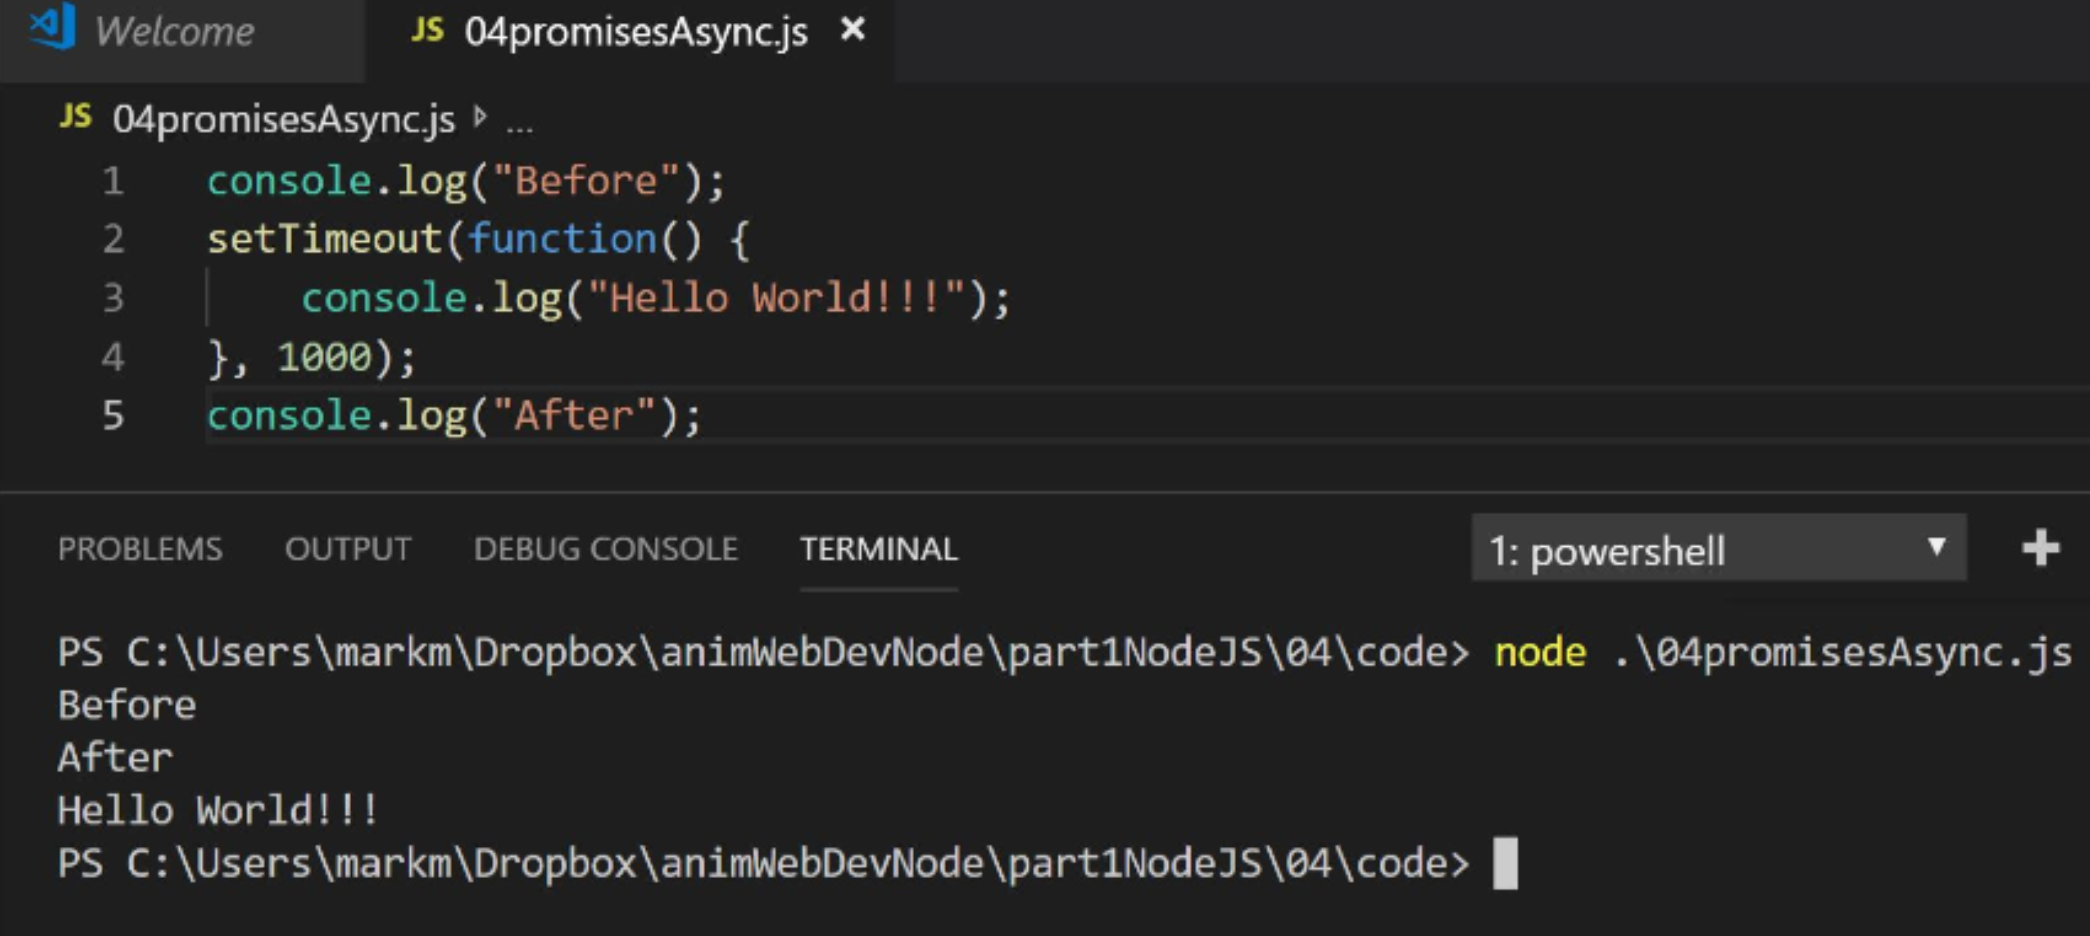 Welcome JS 04promisesAsync.js ×
JS 04promisesAsync.js ▷ ...
1 console.log("Before");
2 setTimeout(function() {
3     console.log("Hello World!!!");
4 }, 1000);
5 console.log("After");
PROBLEMS OUTPUT DEBUG CONSOLE TERMINAL 1: powershell ▼ +
PS C:\Users\markm\Dropbox\animWebDevNode\part1NodeJS\04\code> node .\04promisesAsync.js
Before
After
Hello World!!!
PS C:\Users\markm\Dropbox\animWebDevNode\part1NodeJS\04\code>